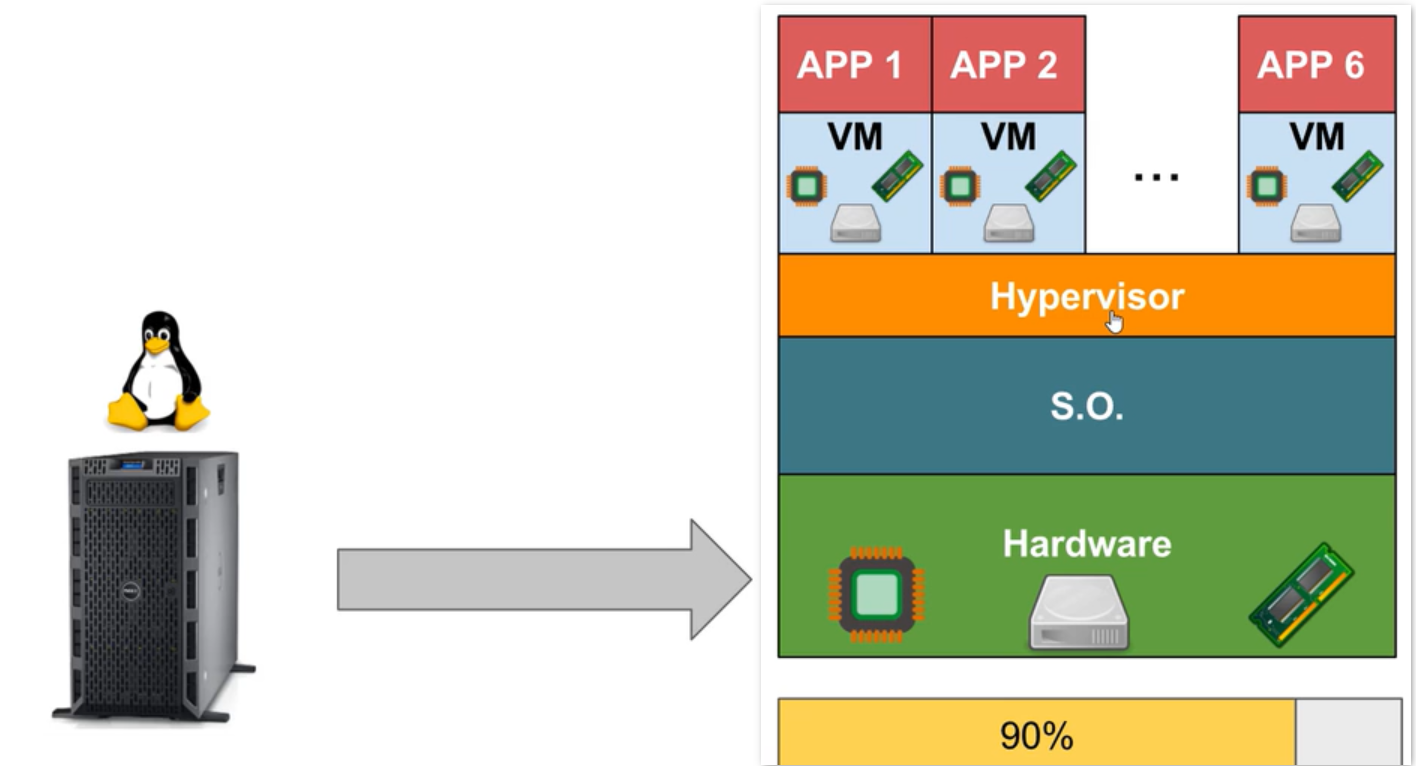 APP 1
APP 2
APP 6
VM
VM
...
VM
Hypervisor
S.O.
Hardware
90%